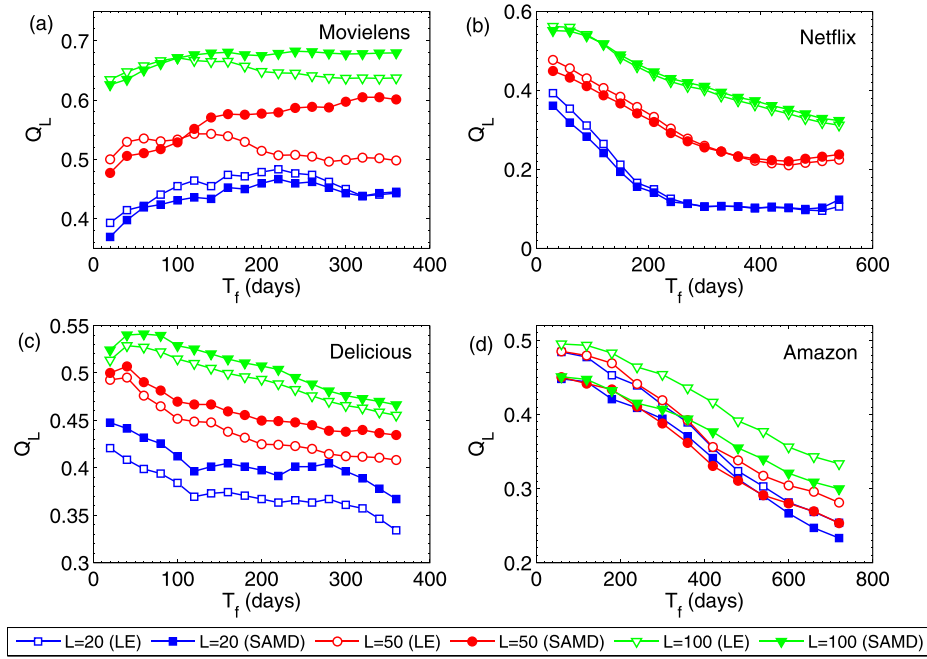 (a) Movielens
0.7
0.6
0.5
0.4
Q_L
0 100 200 300 400
T_f (days)
(b) Netflix
0.6
0.4
0.2
0
Q_L
0 200 400 600
T_f (days)
(c) Delicious
0.55
0.5
0.45
0.4
0.35
0.3
Q_L
0 100 200 300 400
T_f (days)
(d) Amazon
0.5
0.4
0.3
0.2
Q_L
0 200 400 600 800
T_f (days)
L=20 (LE) L=20 (SAMD) L=50 (LE) L=50 (SAMD) L=100 (LE) L=100 (SAMD)